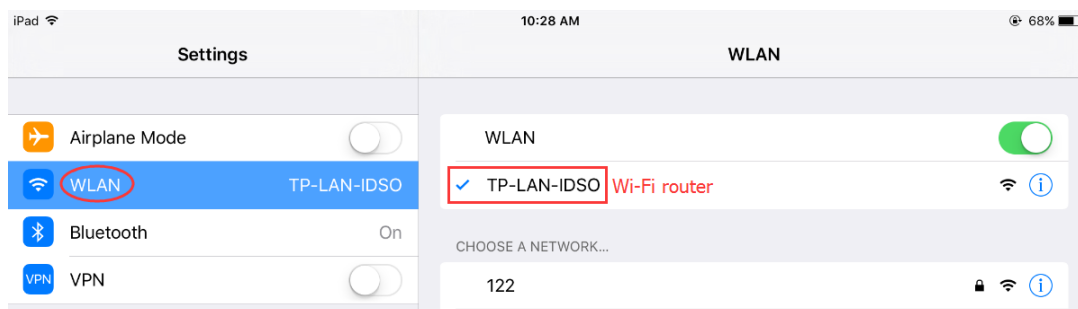 iPad 10:28 AM 68%
Settings
WLAN
Airplane Mode
WLAN TP-LAN-IDSO
Bluetooth On
VPN VPN
WLAN
TP-LAN-IDSO Wi-Fi router
CHOOSE A NETWORK...
122